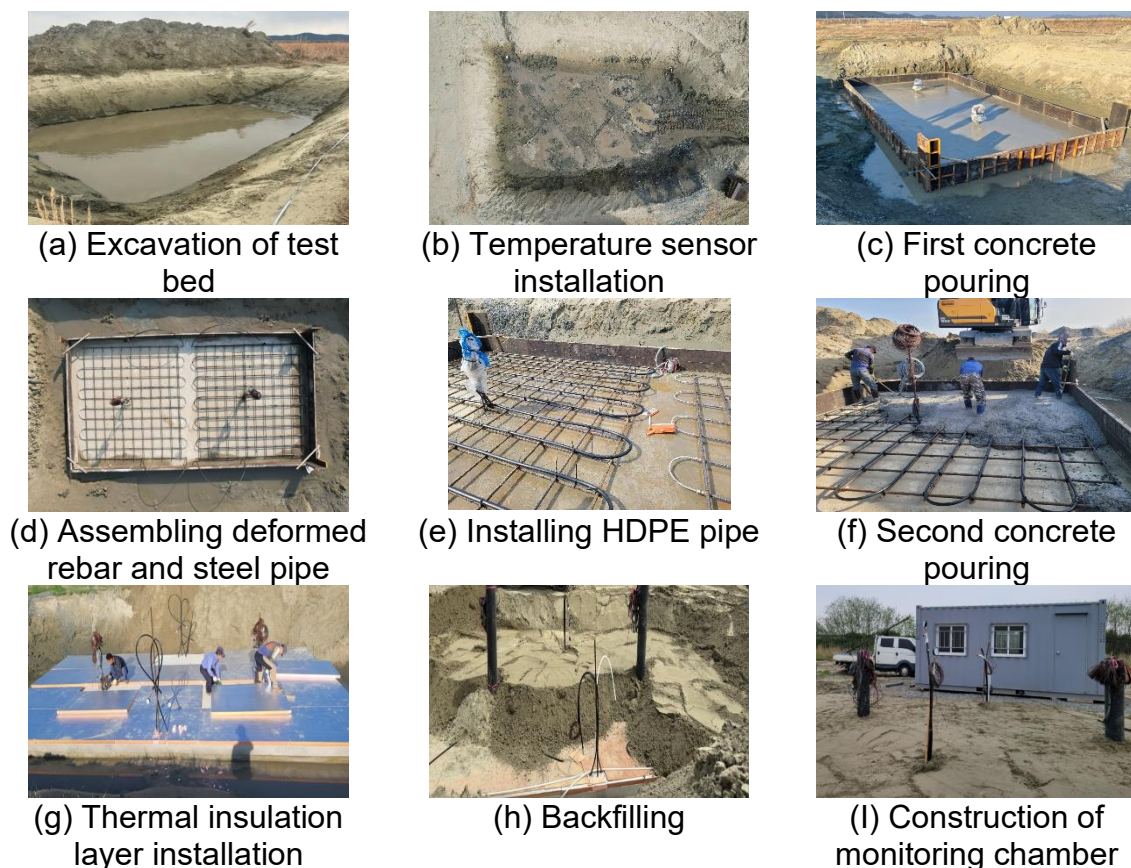 (a) Excavation of test
bed
(b) Temperature sensor
installation
(c) First concrete
pouring
(d) Assembling deformed
rebar and steel pipe
(e) Installing HDPE pipe
(f) Second concrete
pouring
(g) Thermal insulation
layer installation
(h) Backfilling
(I) Construction of
monitoring chamber